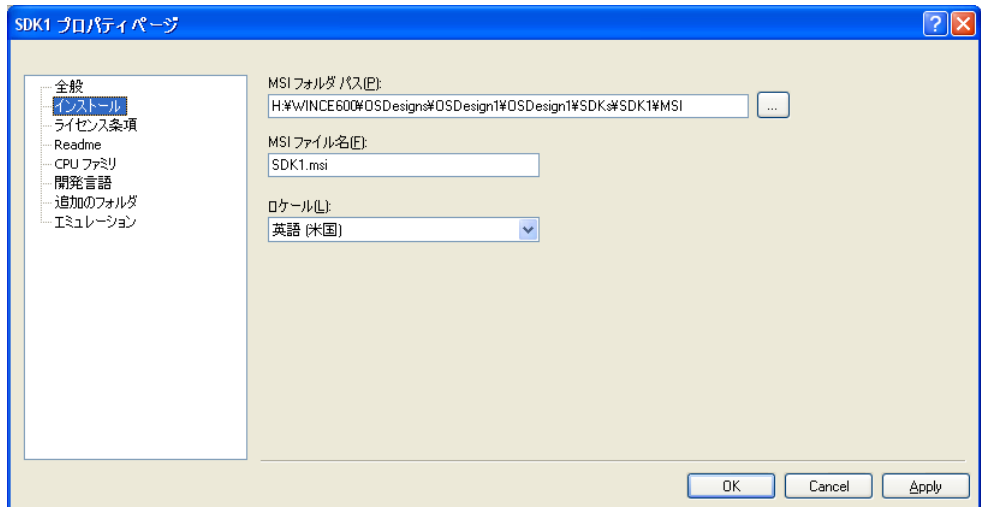 SDK1 プロパティ ページ
全般
インストール
ライセンス条項
Readme
CPU ファミリ
開発言語
追加のフォルダ
エミュレーション
MSI フォルダ パス(P):
H:¥WINCE600¥OSDesigns¥OSDesign1¥OSDesign1¥SDKs¥SDK1¥MSI
...
MSI ファイル名(F):
SDK1.msi
ロケール(L):
英語 (米国)
OK Cancel Apply